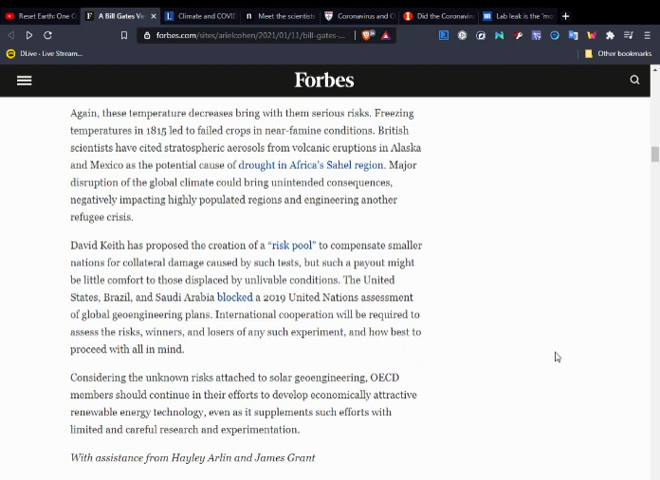 Reset Earth: One C
A Bill Gates Ve
Climate and COVI
Meet the scientist
Coronavirus and C
Did the Coronavir
Lab leak is the 'mo
forbes.com/sites/arielcohen/2021/01/11/bill-gates-...
DLive - Live Stream...
Other bookmarks
Forbes
Again, these temperature decreases bring with them serious risks. Freezing
temperatures in 1815 led to failed crops in near-famine conditions. British
scientists have cited stratospheric aerosols from volcanic eruptions in Alaska
and Mexico as the potential cause of drought in Africa's Sahel region. Major
disruption of the global climate could bring unintended consequences,
negatively impacting highly populated regions and engineering another
refugee crisis.
David Keith has proposed the creation of a “risk pool” to compensate smaller
nations for collateral damage caused by such tests, but such a payout might
be little comfort to those displaced by unlivable conditions. The United
States, Brazil, and Saudi Arabia blocked a 2019 United Nations assessment
of global geoengineering plans. International cooperation will be required to
assess the risks, winners, and losers of any such experiment, and how best to
proceed with all in mind.
Considering the unknown risks attached to solar geoengineering, OECD
members should continue in their efforts to develop economically attractive
renewable energy technology, even as it supplements such efforts with
limited and careful research and experimentation.
With assistance from Hayley Arlin and James Grant